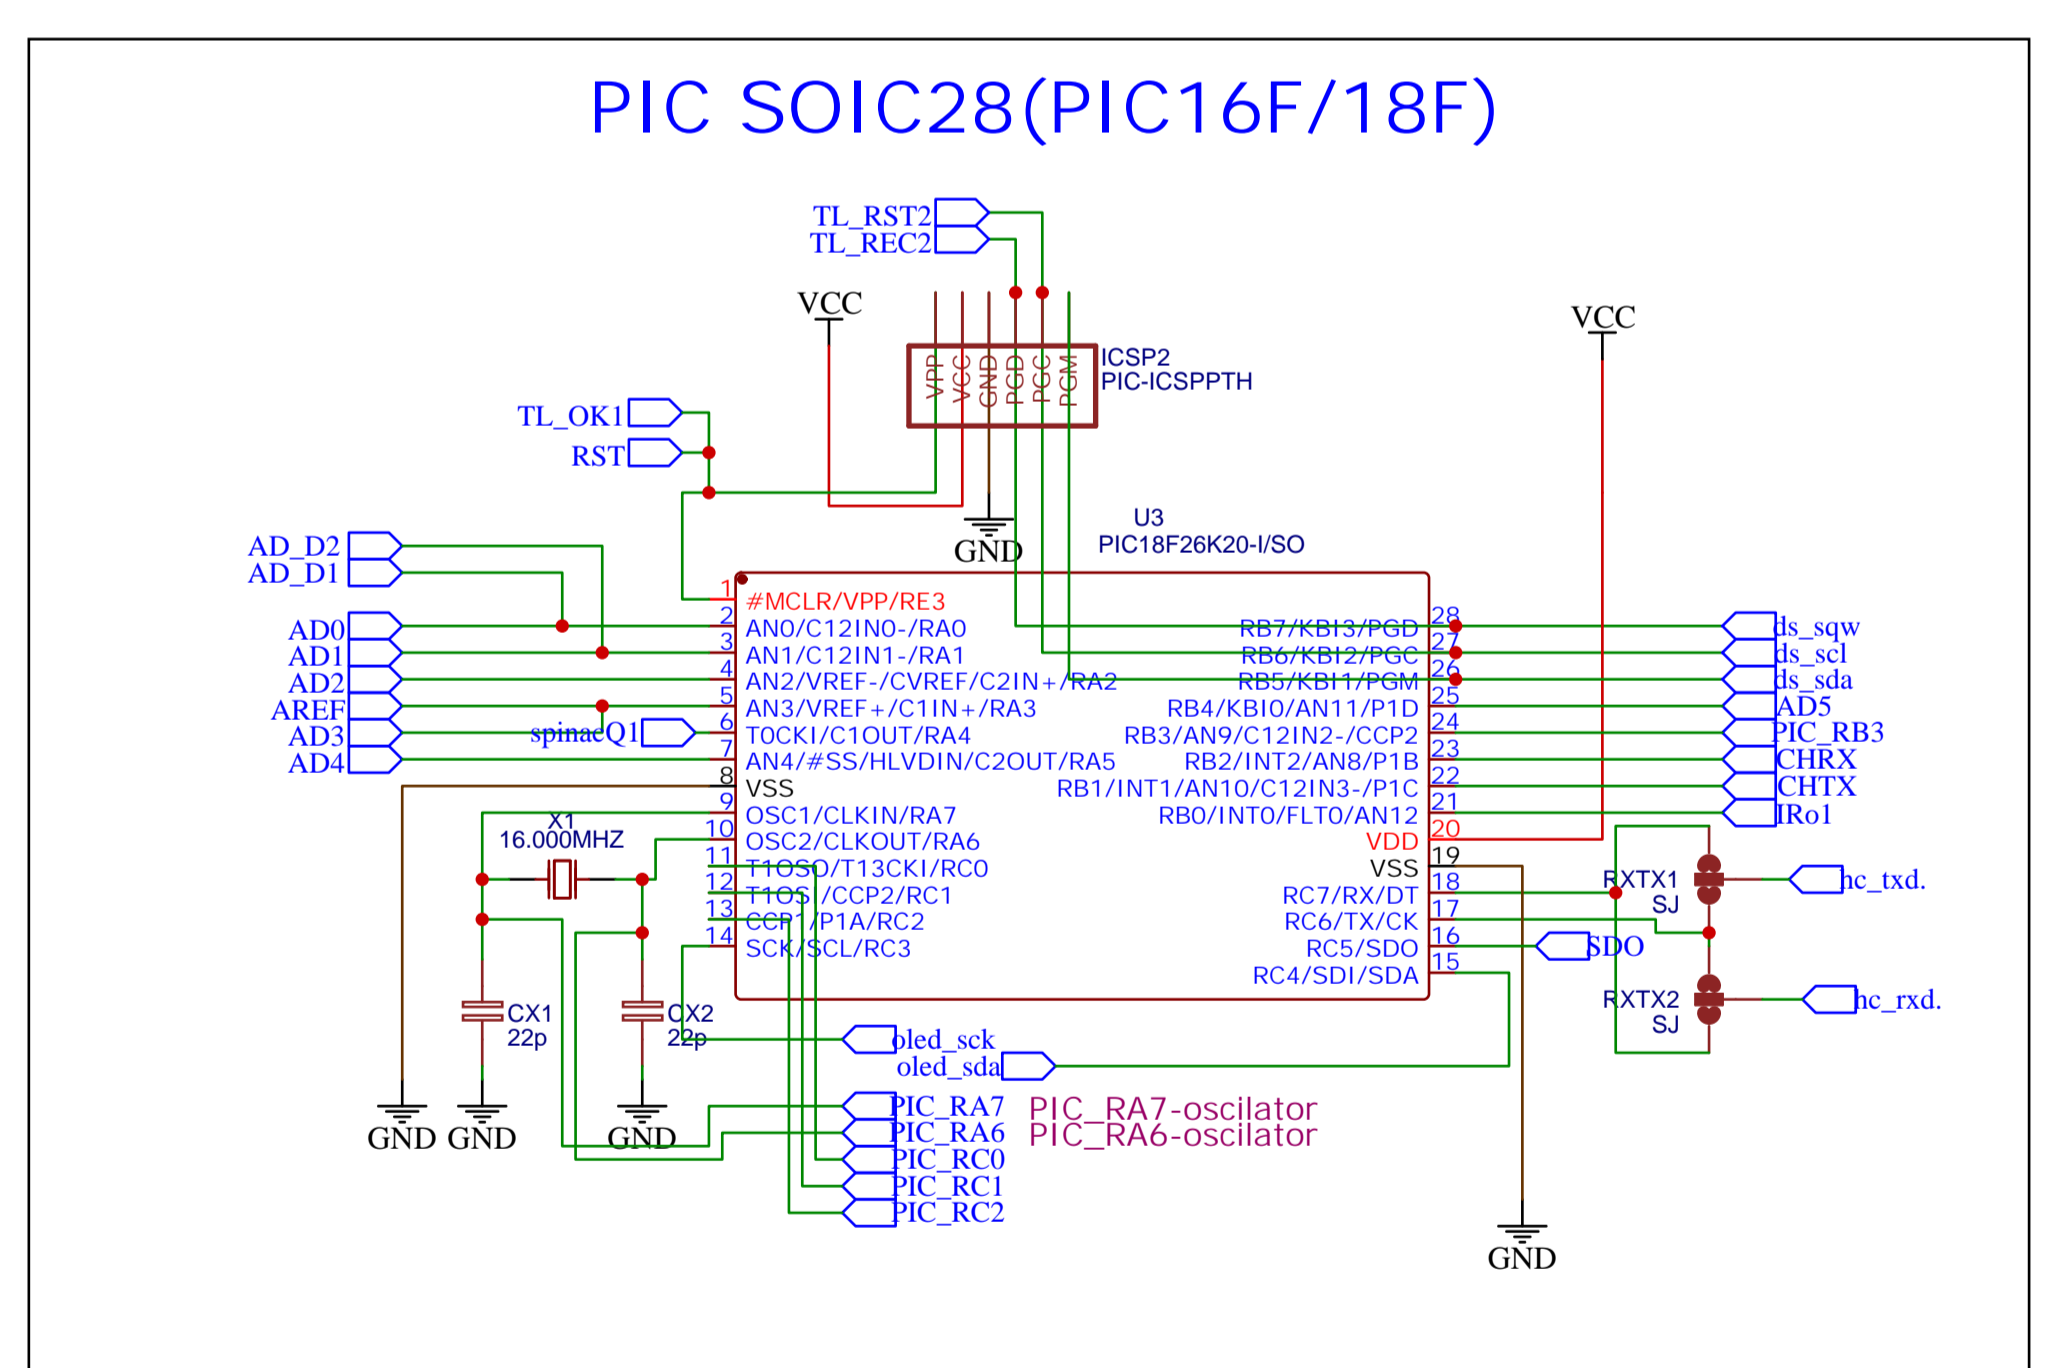 PIC SOIC28(PIC16F/18F)
TL_RST2
TL_REC2
VCC
VCC
VPP
VCC
GND
PGD
PGC
PGM
ICSP2
PIC-ICSPPTH
TL_OK1
RST
GND
U3
PIC18F26K20-I/SO
AD_D2
AD_D1
AD0
AD1
AD2
AREF
AD3
AD4
spinacQ1
1 #MCLR/VPP/RE3
2 AN0/C12IN0-/RA0
3 AN1/C12IN1-/RA1
4 AN2/VREF-/CVREF/C2IN+/RA2
5 AN3/VREF+/C1IN+/RA3
6 T0CKI/C1OUT/RA4
7 AN4/#SS/HLVDIN/C2OUT/RA5
8 VSS
9 OSC1/CLKIN/RA7
10 OSC2/CLKOUT/RA6
11 T1OSO/T13CKI/RC0
12 T1OSI/CCP2/RC1
13 CCP1/P1A/RC2
14 SCK/SCL/RC3
RB7/KBI3/PGD 28
RB6/KBI2/PGC 27
RB5/KBI1/PGM 26
RB4/KBI0/AN11/P1D 25
RB3/AN9/C12IN2-/CCP2 24
RB2/INT2/AN8/P1B 23
RB1/INT1/AN10/C12IN3-/P1C 22
RB0/INT0/FLT0/AN12 21
VDD 20
VSS 19
RC7/RX/DT 18
RC6/TX/CK 17
RC5/SDO 16
RC4/SDI/SDA 15
ds_sqw
ds_scl
ds_sda
AD5
PIC_RB3
CHRX
CHTX
IRo1
X1
16.000MHZ
RXTX1
SJ
hc_txd.
SDO
RXTX2
SJ
hc_rxd.
CX1
22p
CX2
22p
oled_sck
oled_sda
PIC_RA7
PIC_RA6
PIC_RC0
PIC_RC1
PIC_RC2
PIC_RA7-oscilator
PIC_RA6-oscilator
GND
GND
GND
GND